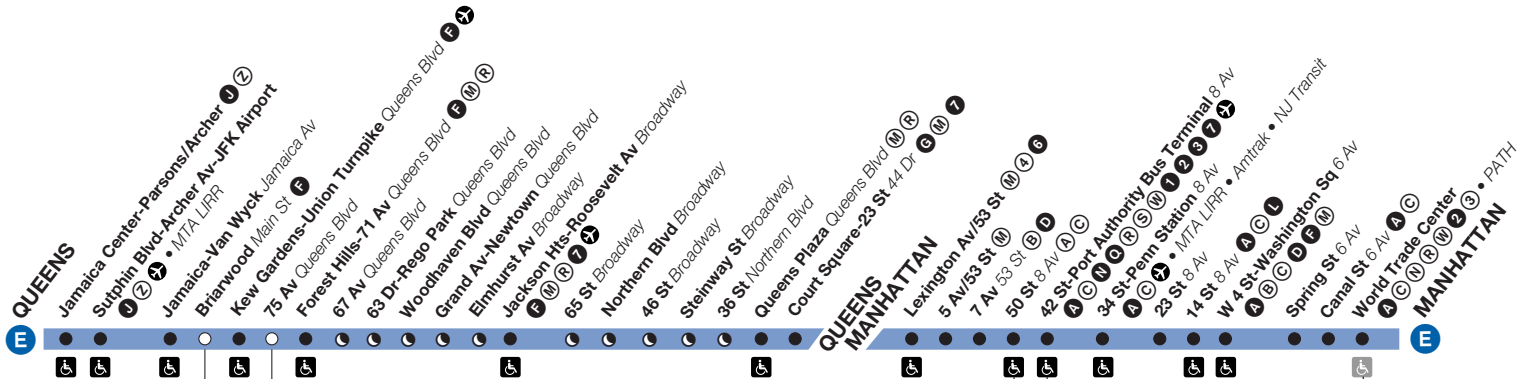 E
QUEENS
Jamaica Center-Parsons/Archer J Z
Sutphin Blvd-Archer Av-JFK Airport
J Z • MTA LIRR
Jamaica-Van Wyck Jamaica Av
Briarwood Main St F
Kew Gardens-Union Turnpike Queens Blvd F
75 Av Queens Blvd
Forest Hills-71 Av Queens Blvd F M R
67 Av Queens Blvd
63 Dr-Rego Park Queens Blvd
Woodhaven Blvd Queens Blvd
Grand Av-Newtown Queens Blvd
Elmhurst Av Broadway
Jackson Hts-Roosevelt Av Broadway
F M R 7
65 St Broadway
Northern Blvd Broadway
46 St Broadway
Steinway St Broadway
36 St Northern Blvd
Queens Plaza Queens Blvd M R
Court Square-23 St 44 Dr G M 7
QUEENS
MANHATTAN
Lexington Av/53 St M 4 6
5 Av/53 St M
7 Av 53 St B D
50 St 8 Av A C
42 St-Port Authority Bus Terminal 8 Av
A C N Q R S W 1 2 3 7
34 St-Penn Station 8 Av
A C • MTA LIRR • Amtrak • NJ Transit
23 St 8 Av
14 St 8 Av A C L
W 4 St-Washington Sq 6 Av
A B C D F M
Spring St 6 Av
Canal St 6 Av A C
World Trade Center
A C N R W 2 3 • PATH
MANHATTAN
E